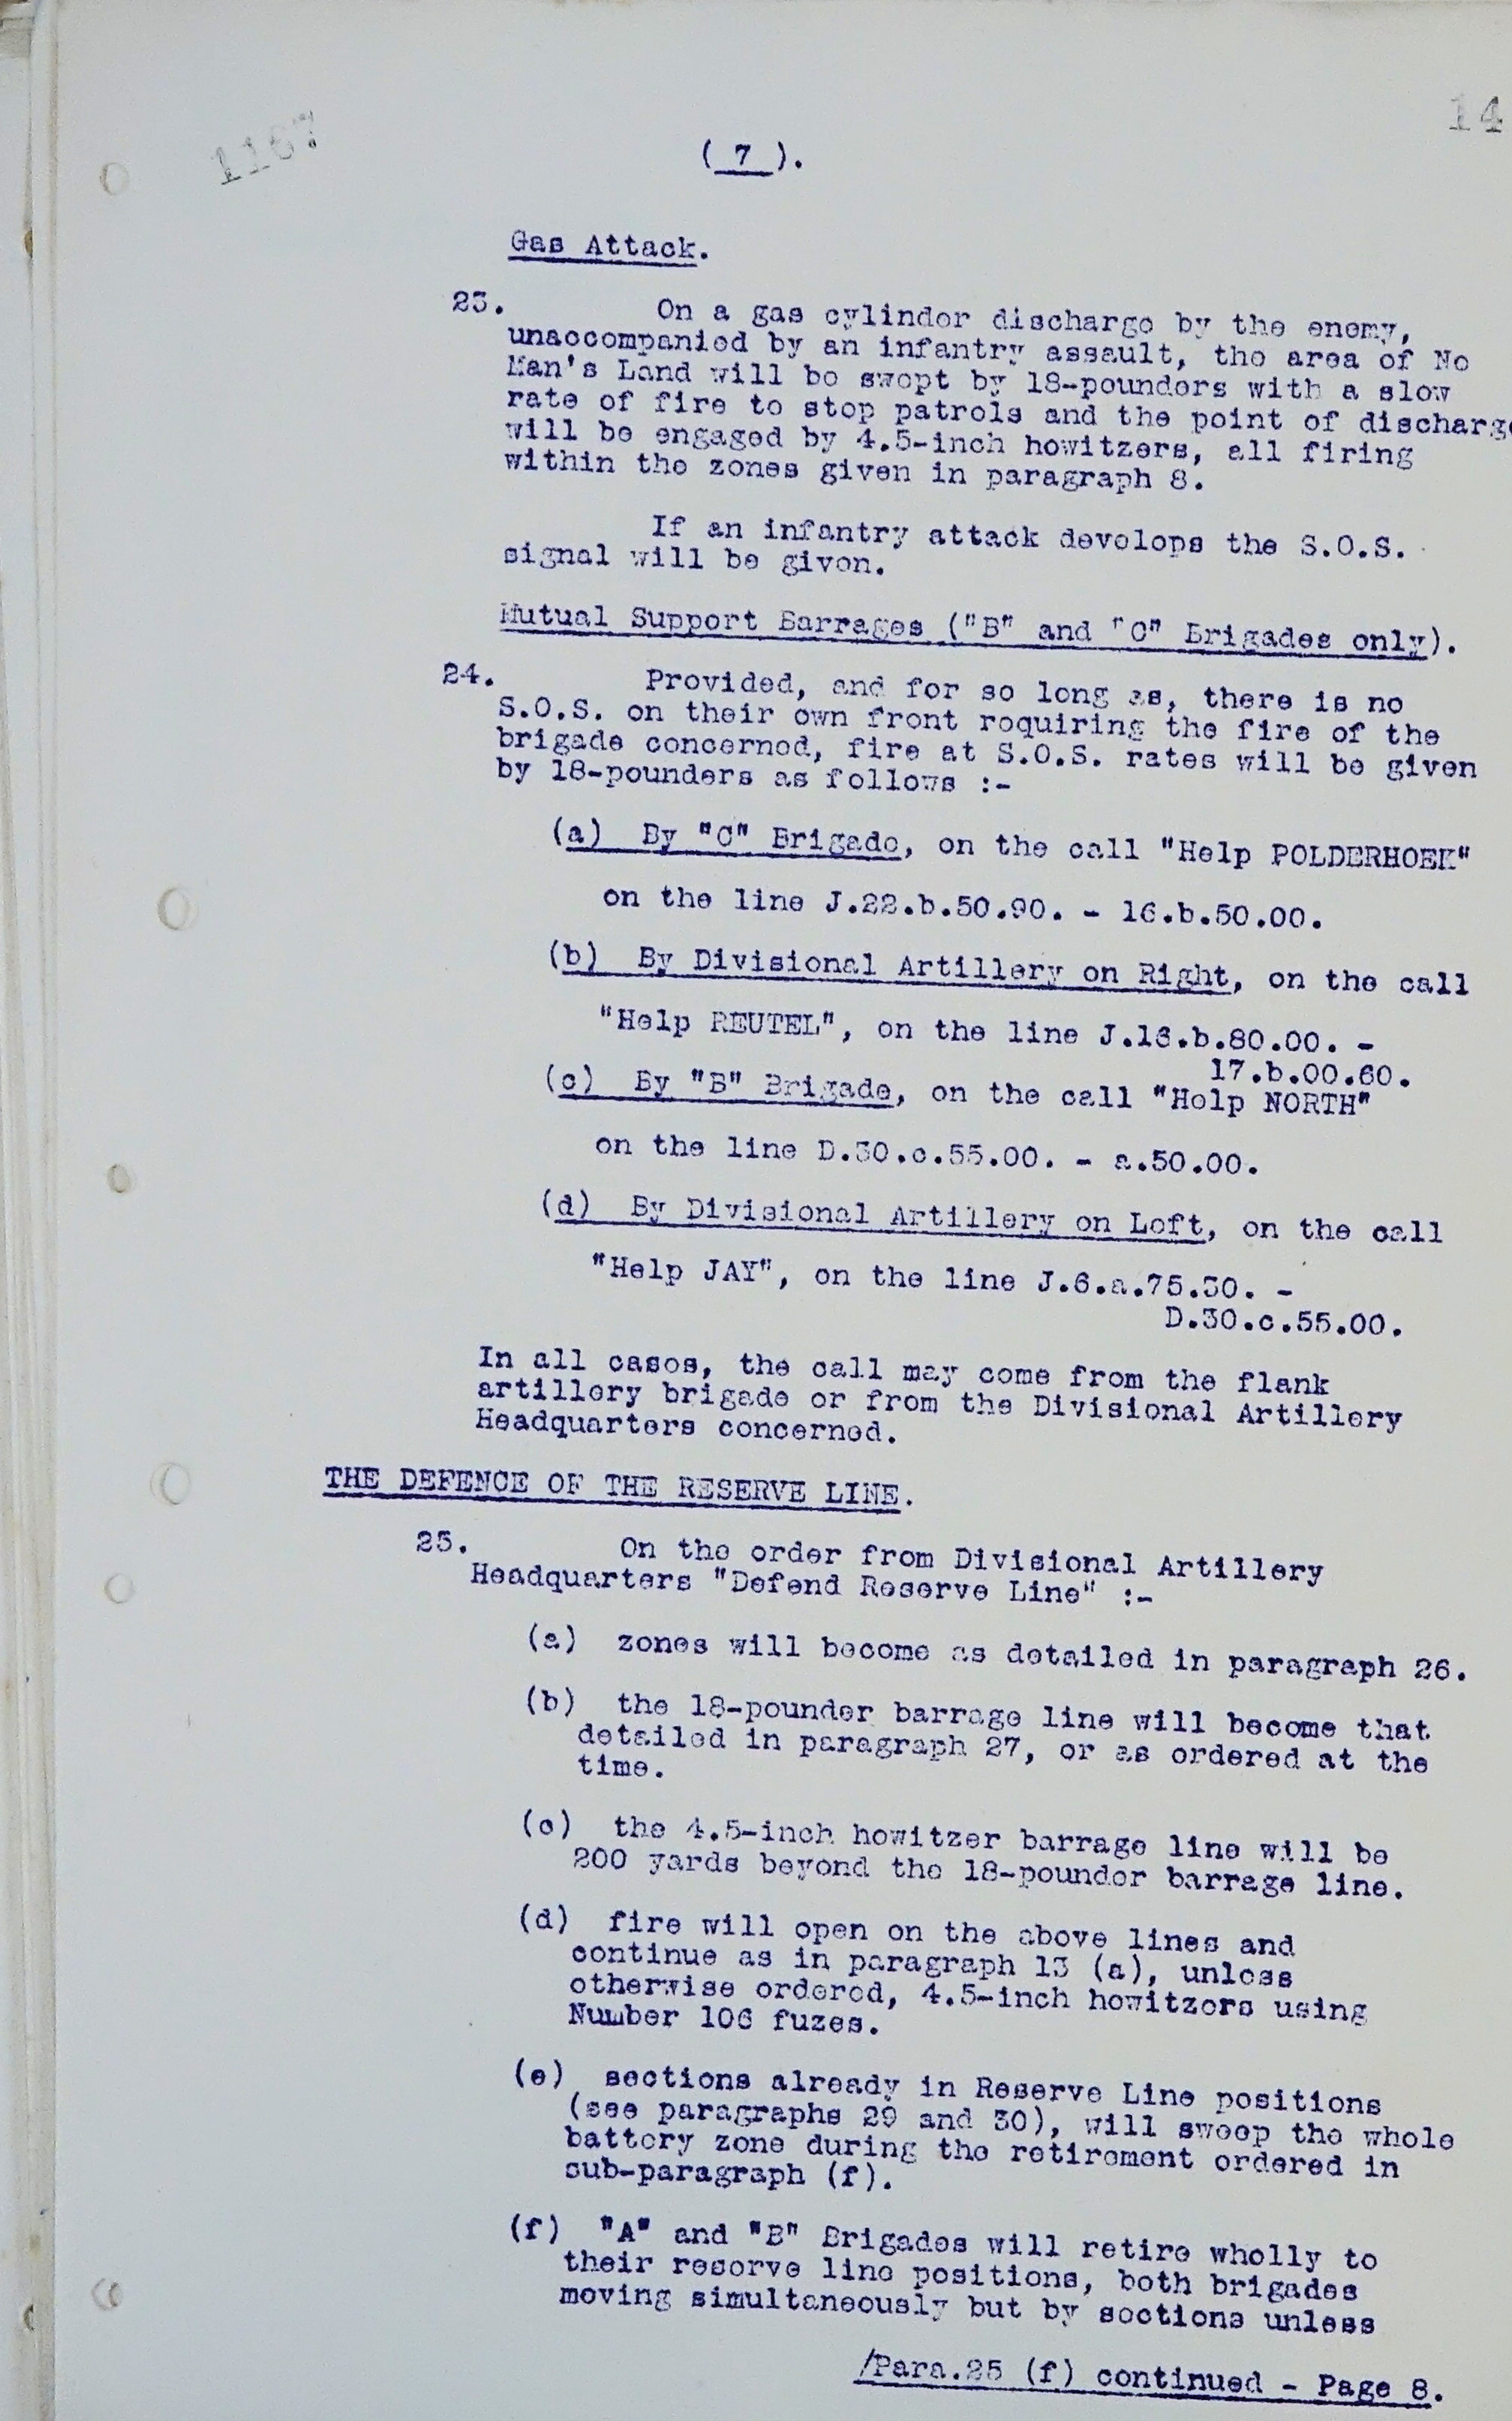 1167
14
( 7 ).
Gas Attack.
23. On a gas cylinder discharge by the enemy,
unaccompanied by an infantry assault, the area of No
Man's Land will be swept by 18-pounders with a slow
rate of fire to stop patrols and the point of discharge
will be engaged by 4.5-inch howitzers, all firing
within the zones given in paragraph 8.
If an infantry attack develops the S.O.S.
signal will be given.
Mutual Support Barrages ("B" and "C" Brigades only).
24. Provided, and for so long as, there is no
S.O.S. on their own front requiring the fire of the
brigade concerned, fire at S.O.S. rates will be given
by 18-pounders as follows :-
(a) By "C" Brigade, on the call "Help POLDERHOEK"
on the line J.22.b.50.90. - 16.b.50.00.
(b) By Divisional Artillery on Right, on the call
"Help REUTEL", on the line J.16.b.80.00. -
17.b.00.60.
(c) By "B" Brigade, on the call "Help NORTH"
on the line D.30.c.55.00. - a.50.00.
(d) By Divisional Artillery on Left, on the call
"Help JAY", on the line J.6.a.75.30. -
D.30.c.55.00.
In all cases, the call may come from the flank
artillery brigade or from the Divisional Artillery
Headquarters concerned.
THE DEFENCE OF THE RESERVE LINE.
25. On the order from Divisional Artillery
Headquarters "Defend Reserve Line" :-
(a) zones will become as detailed in paragraph 26.
(b) the 18-pounder barrage line will become that
detailed in paragraph 27, or as ordered at the
time.
(c) the 4.5-inch howitzer barrage line will be
200 yards beyond the 18-pounder barrage line.
(d) fire will open on the above lines and
continue as in paragraph 13 (a), unless
otherwise ordered, 4.5-inch howitzers using
Number 106 fuzes.
(e) sections already in Reserve Line positions
(see paragraphs 29 and 30), will sweep the whole
battery zone during the retirement ordered in
sub-paragraph (f).
(f) "A" and "B" Brigades will retire wholly to
their reserve line positions, both brigades
moving simultaneously but by sections unless
/Para.25 (f) continued - Page 8.